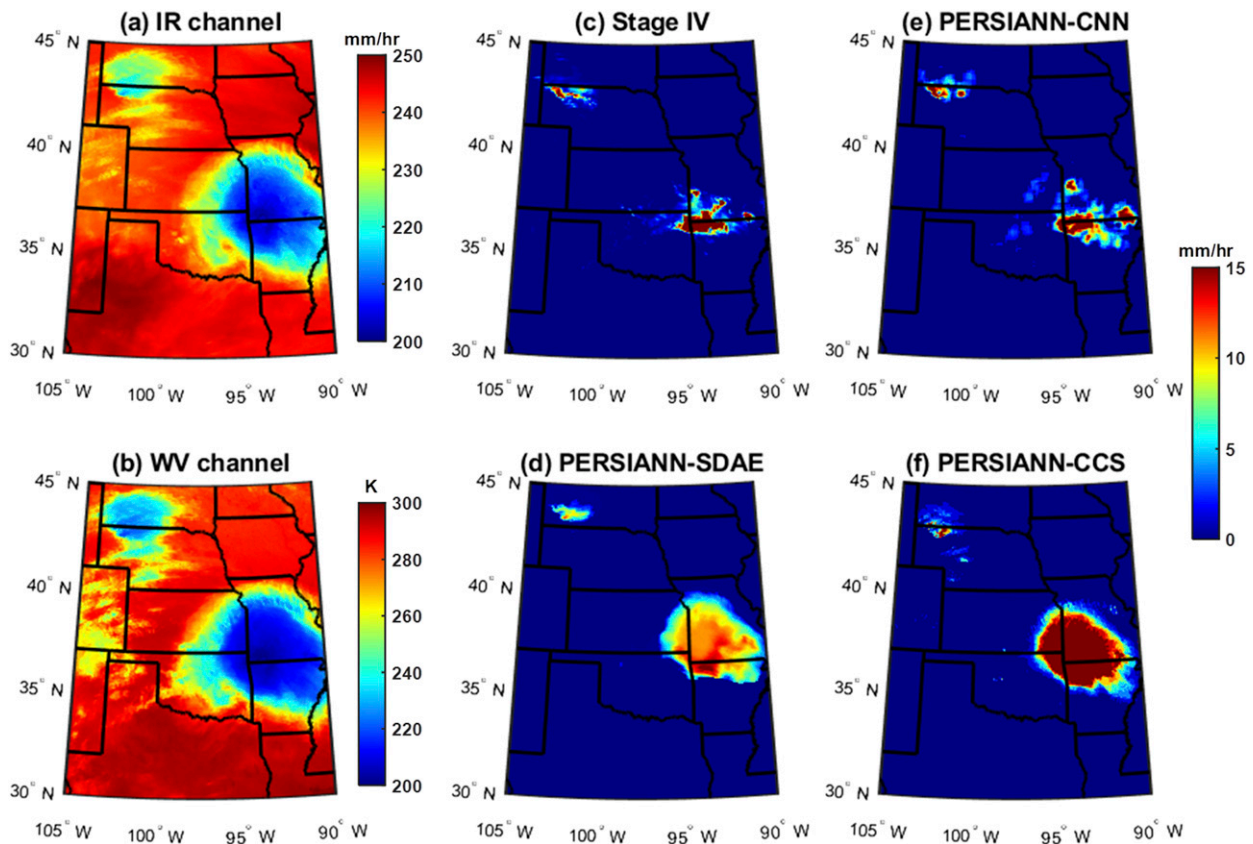 (a) IR channel
mm/hr
45° N
40° N
35° N
30° N
105° W
100° W
95° W
90° W
250
240
230
220
210
200
(c) Stage IV
45° N
40° N
35° N
30° N
105° W
100° W
95° W
90° W
(e) PERSIANN-CNN
45° N
40° N
35° N
30° N
105° W
100° W
95° W
90° W
mm/hr
15
10
5
0
(b) WV channel
K
45° N
40° N
35° N
30° N
105° W
100° W
95° W
90° W
300
280
260
240
220
200
(d) PERSIANN-SDAE
45° N
40° N
35° N
30° N
105° W
100° W
95° W
90° W
(f) PERSIANN-CCS
45° N
40° N
35° N
30° N
105° W
100° W
95° W
90° W